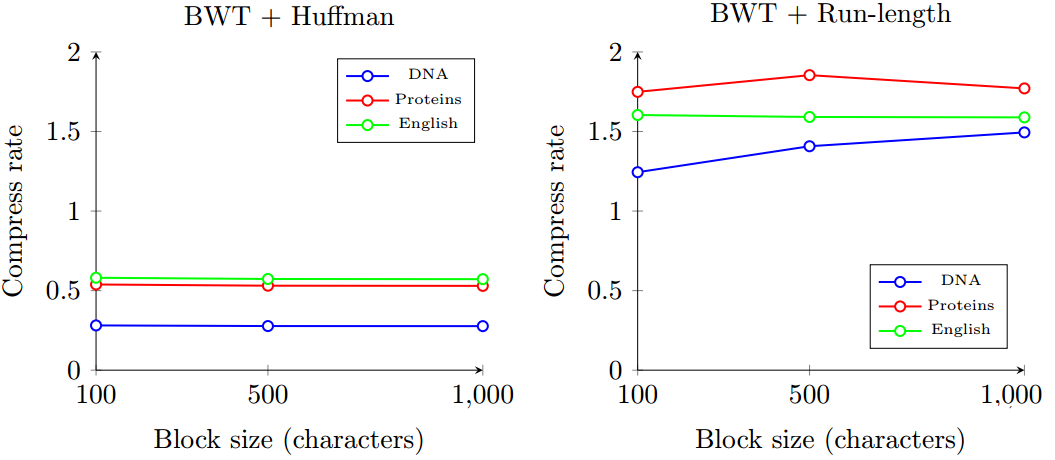 BWT + Huffman
Compress rate
2
1.5
1
0.5
0
100 500 1,000
Block size (characters)
DNA
Proteins
English
BWT + Run-length
Compress rate
2
1.5
1
0.5
0
100 500 1,000
Block size (characters)
DNA
Proteins
English